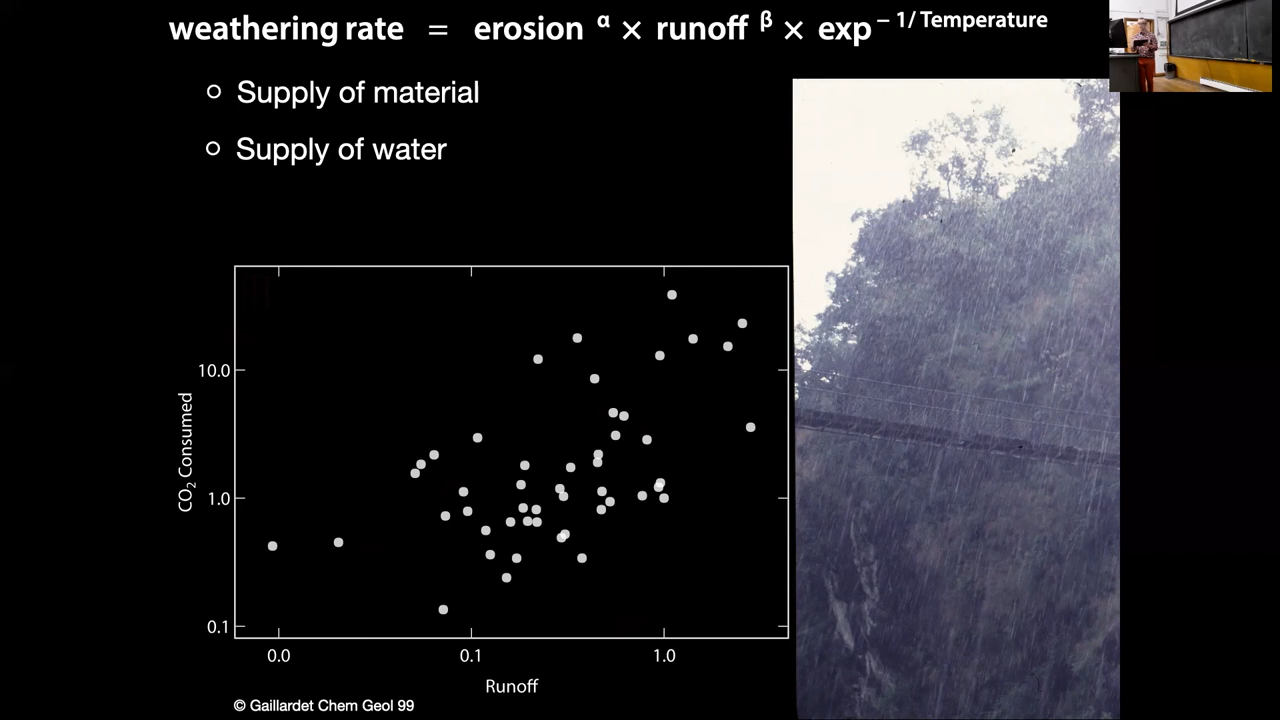 weathering rate = erosion α × runoff β × exp – 1/ Temperature
Supply of material
Supply of water
10.0
1.0
0.1
CO2 Consumed
0.0 0.1 1.0
Runoff
© Gaillardet Chem Geol 99